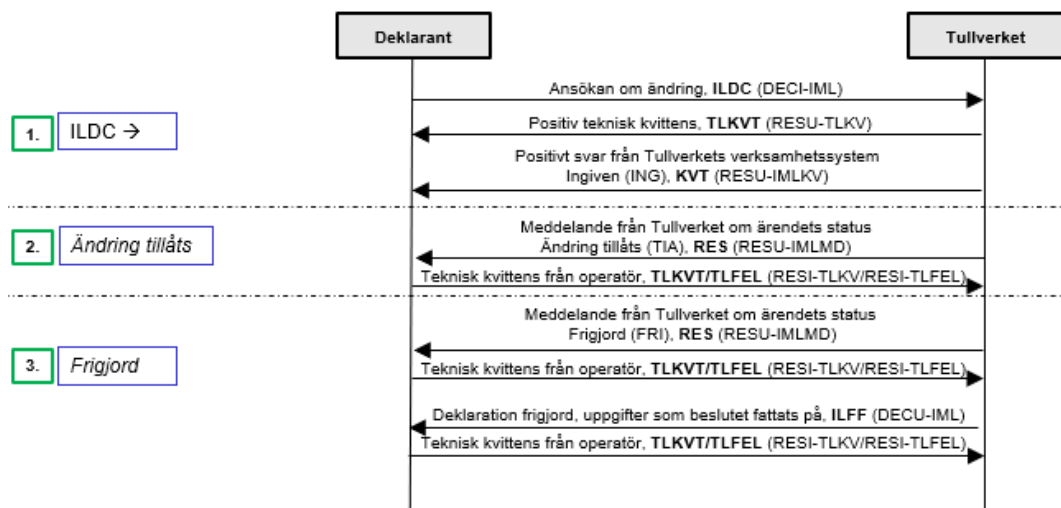 Deklarant
Tullverket
Ansökan om ändring, ILDC (DECI-IML)
1.
ILDC →
Positiv teknisk kvittens, TLKVT (RESU-TLKV)
Positivt svar från Tullverkets verksamhetssystem
Ingiven (ING), KVT (RESU-IMLKV)
2.
Ändring tillåts
Meddelande från Tullverket om ärendets status
Ändring tillåts (TIA), RES (RESU-IMLMD)
Teknisk kvittens från operatör, TLKVT/TLFEL (RESI-TLKV/RESI-TLFEL)
3.
Frigjord
Meddelande från Tullverket om ärendets status
Frigjord (FRI), RES (RESU-IMLMD)
Teknisk kvittens från operatör, TLKVT/TLFEL (RESI-TLKV/RESI-TLFEL)
Deklaration frigjord, uppgifter som beslutet fattats på, ILFF (DECU-IML)
Teknisk kvittens från operatör, TLKVT/TLFEL (RESI-TLKV/RESI-TLFEL)